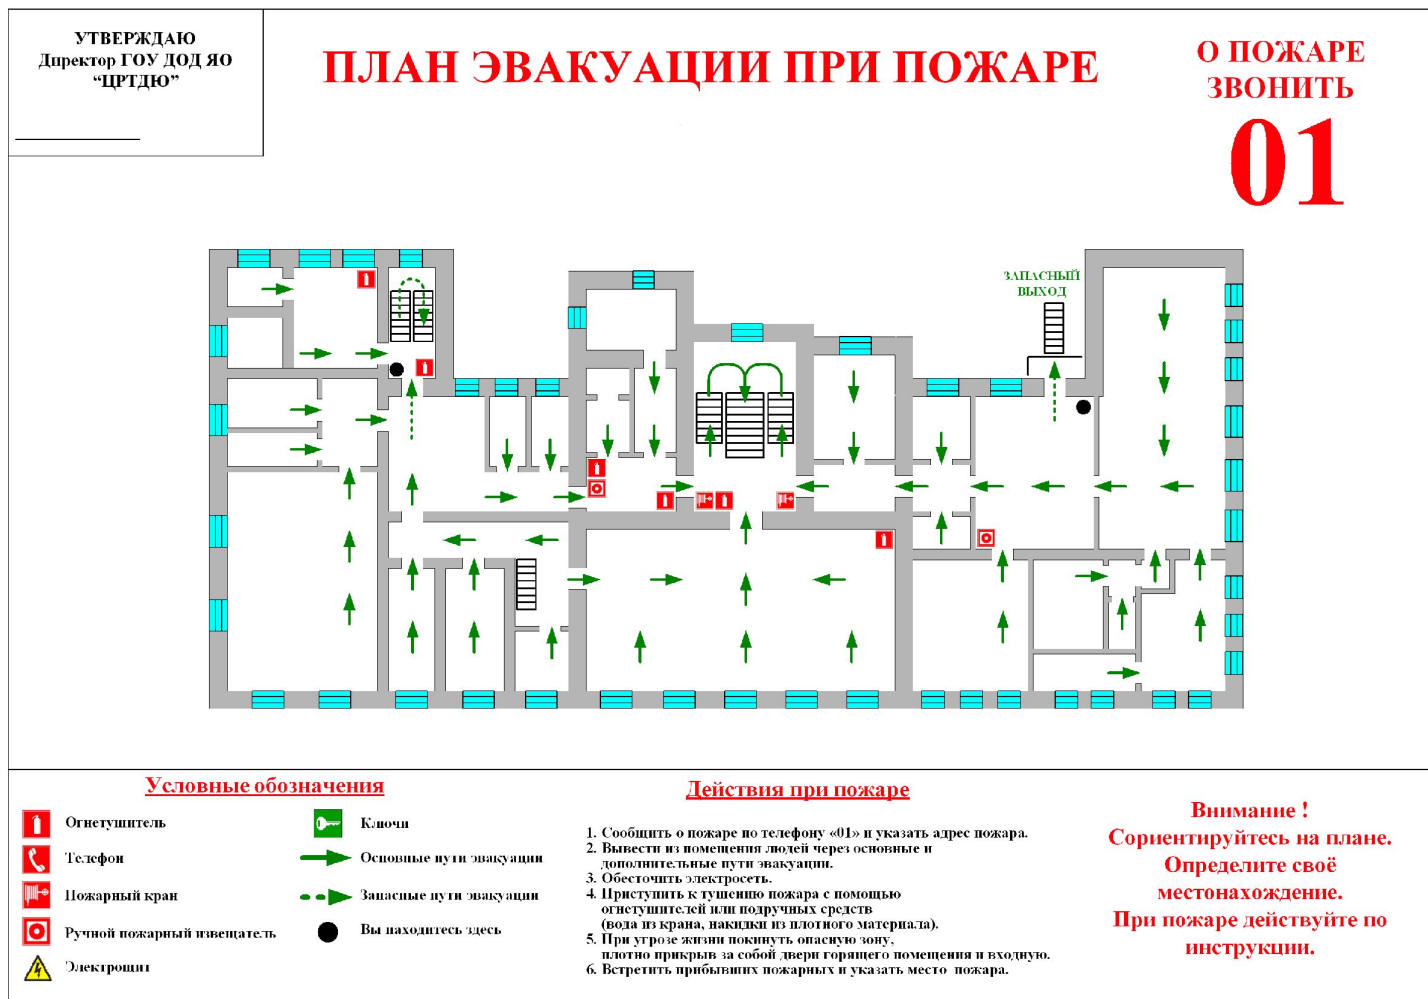 УТВЕРЖДАЮ
Директор ГОУ ДОД ЯО
“ЦРТДЮ”
ПЛАН ЭВАКУАЦИИ ПРИ ПОЖАРЕ
О ПОЖАРЕ
ЗВОНИТЬ
01
ЗАПАСНЫЙ
ВЫХОД
Условные обозначения
Огнетушитель
Телефон
Пожарный кран
Ручной пожарный извещатель
Электрощит
Ключи
Основные пути эвакуации
Запасные пути эвакуации
Вы находитесь здесь
Действия при пожаре
1. Сообщить о пожаре по телефону «01» и указать адрес пожара.
2. Вывести из помещения людей через основные и
дополнительные пути эвакуации.
3. Обесточить электросеть.
4. Приступить к тушению пожара с помощью
огнетушителей или подручных средств
(вода из крана, накидки из плотного материала).
5. При угрозе жизни покинуть опасную зону,
плотно прикрыв за собой двери горящего помещения и входную.
6. Встретить прибывших пожарных и указать место пожара.
Внимание !
Сориентируйтесь на плане.
Определите своё
местонахождение.
При пожаре действуйте по
инструкции.